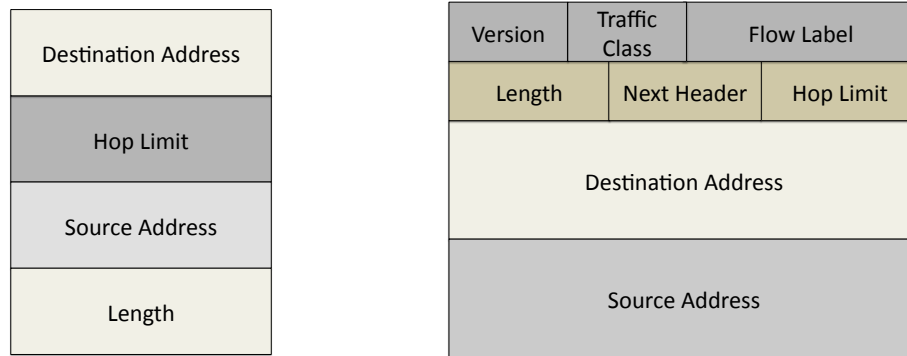 Destination Address
Hop Limit
Source Address
Length
Version
Traffic
Class
Flow Label
Length
Next Header
Hop Limit
Destination Address
Source Address